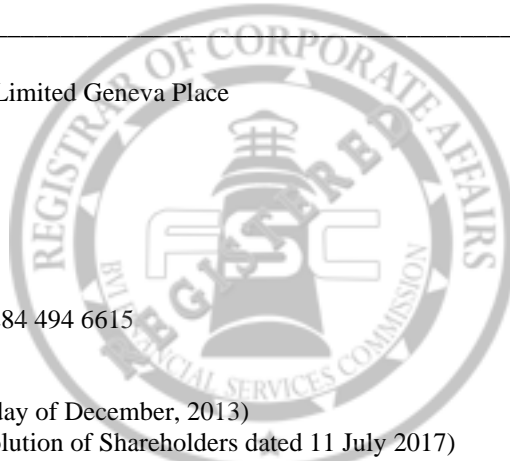 REGISTRAR OF CORPORATE AFFAIRS
Limited Geneva Place
FSC
REGISTERED
BVI FINANCIAL SERVICES COMMISSION
84 494 6615
day of December, 2013)
olution of Shareholders dated 11 July 2017)